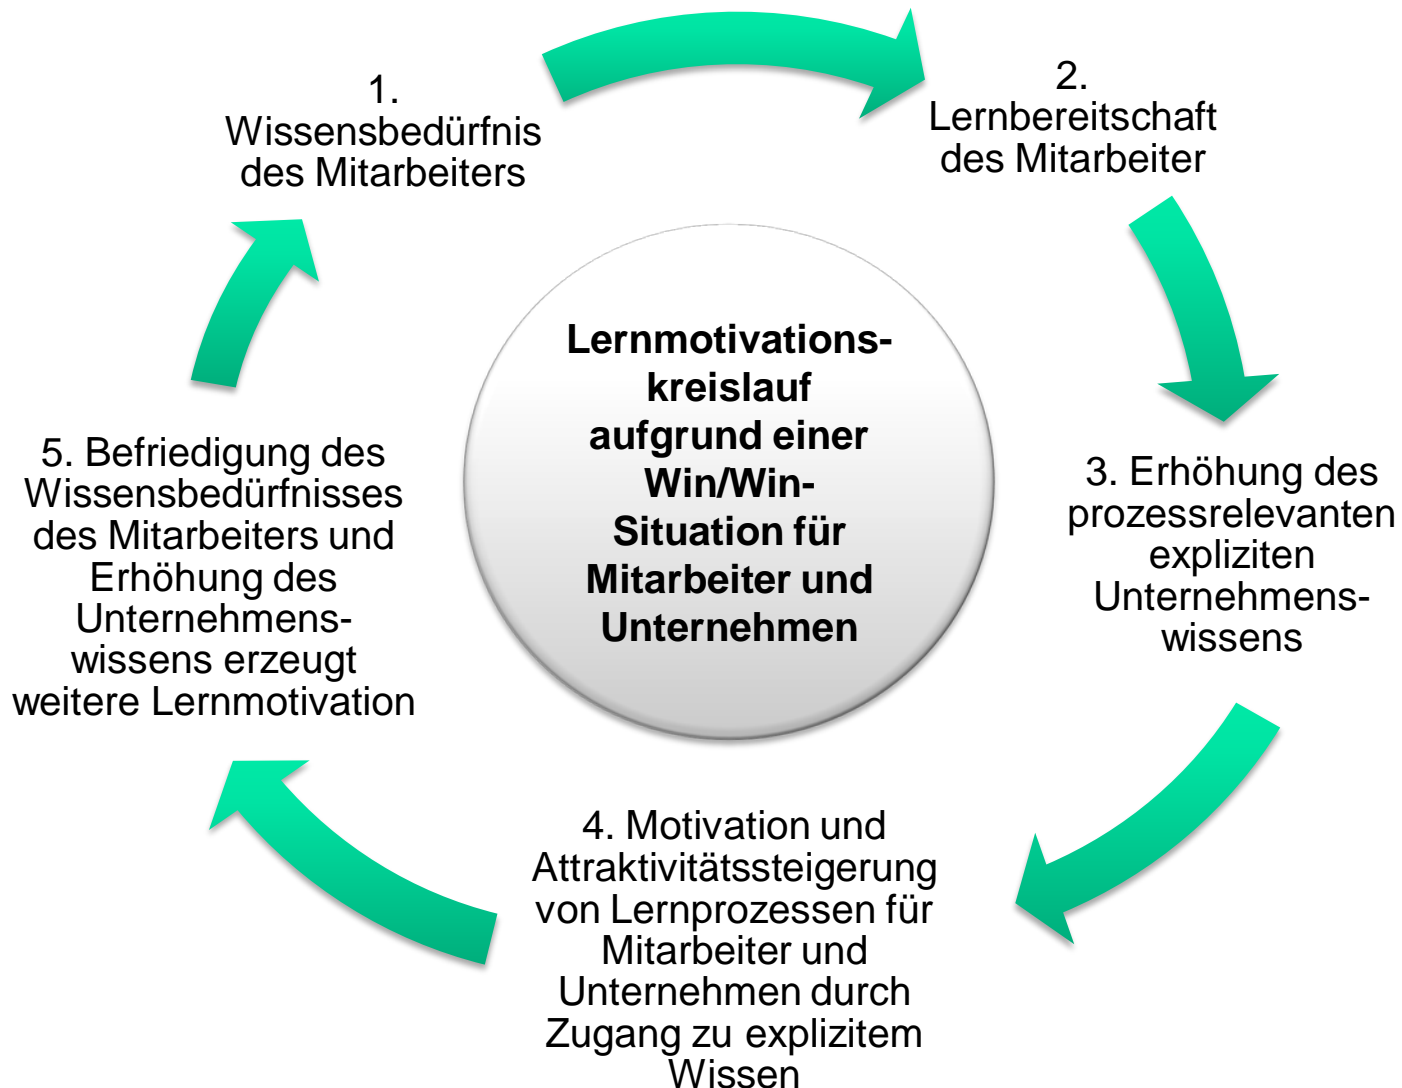 1.
Wissensbedürfnis
des Mitarbeiters
2.
Lernbereitschaft
des Mitarbeiter
3. Erhöhung des
prozessrelevanten
expliziten
Unternehmens-
wissens
4. Motivation und
Attraktivitätssteigerung
von Lernprozessen für
Mitarbeiter und
Unternehmen durch
Zugang zu explizitem
Wissen
5. Befriedigung des
Wissensbedürfnisses
des Mitarbeiters und
Erhöhung des
Unternehmens-
wissens erzeugt
weitere Lernmotivation
Lernmotivations-
kreislauf
aufgrund einer
Win/Win-
Situation für
Mitarbeiter und
Unternehmen